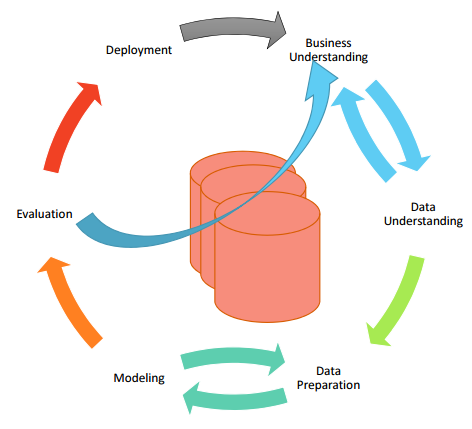 Deployment
Business
Understanding
Evaluation
Data
Understanding
Modeling
Data
Preparation